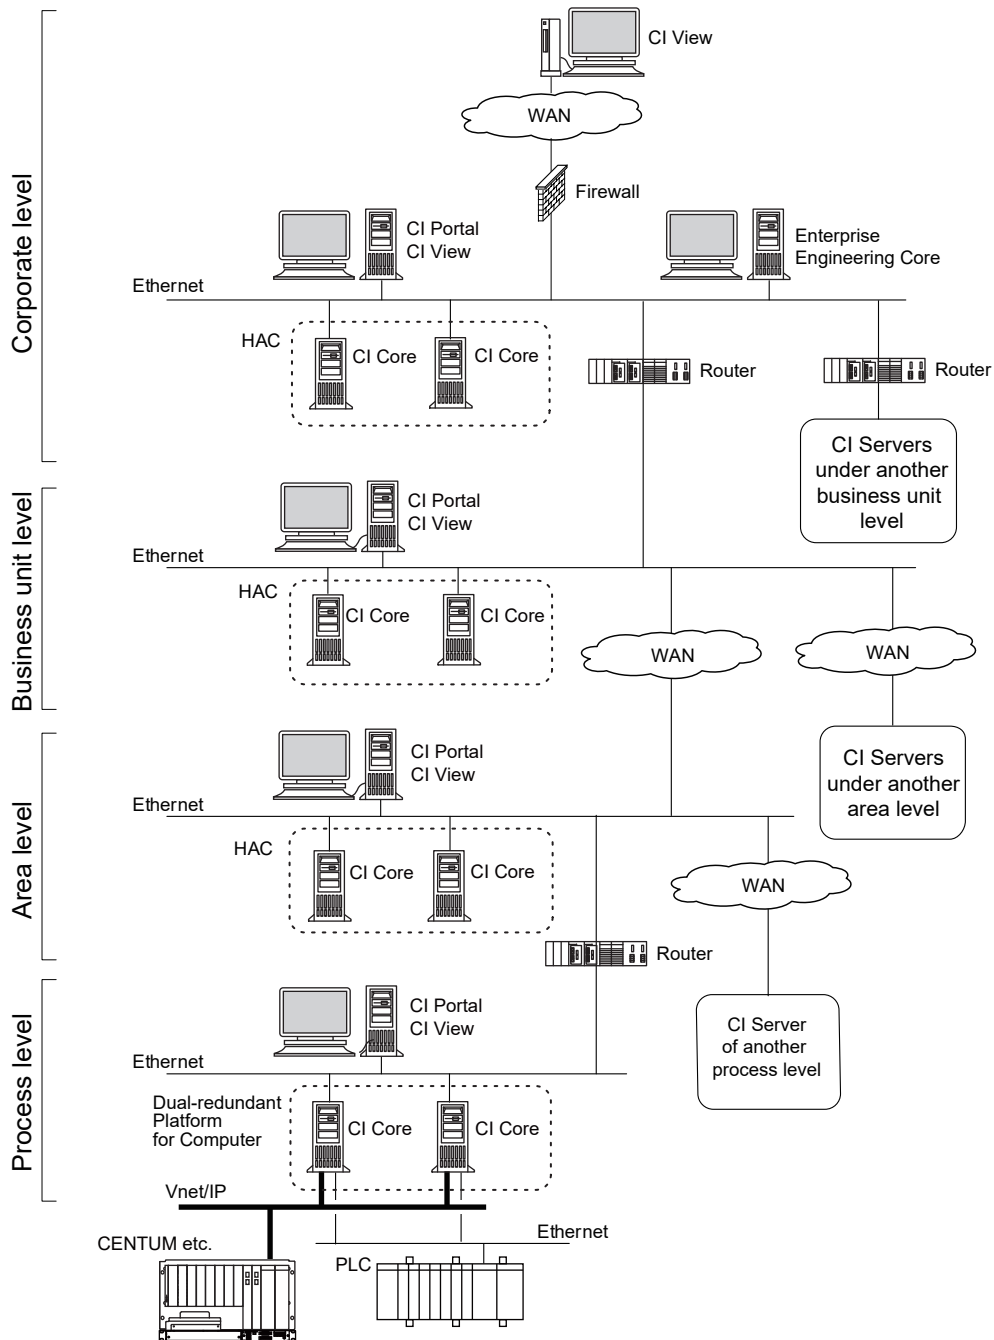 CI View
WAN
Firewall
Corporate level
CI Portal
CI View
Enterprise
Engineering Core
Ethernet
HAC
CI Core
CI Core
Router
Router
CI Servers
under another
business unit
level
Business unit level
CI Portal
CI View
Ethernet
HAC
CI Core
CI Core
WAN
WAN
CI Servers
under another
area level
Area level
CI Portal
CI View
Ethernet
HAC
CI Core
CI Core
WAN
Router
CI Server
of another
process level
Process level
CI Portal
CI View
Ethernet
Dual-redundant
Platform
for Computer
CI Core
CI Core
Vnet/IP
Ethernet
CENTUM etc.
PLC